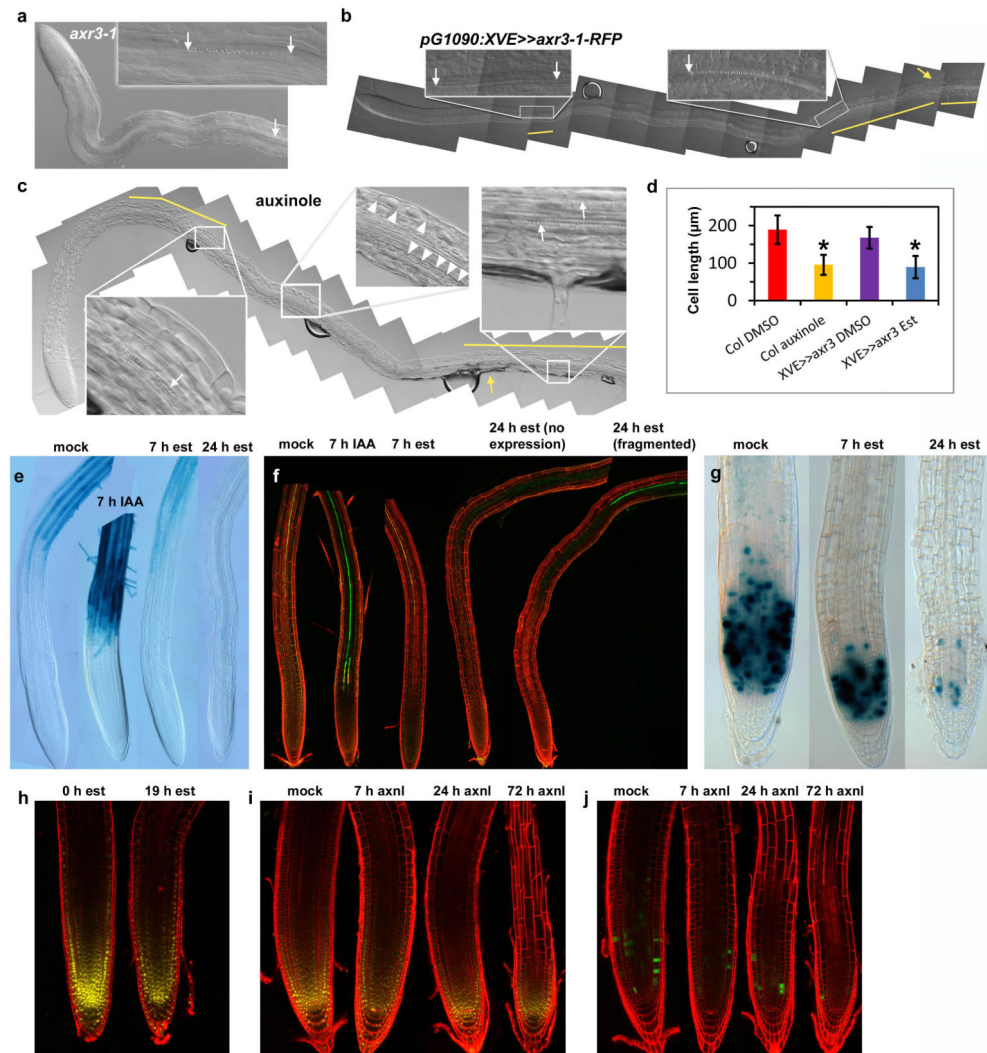 a
axr3-1
b
pG1090:XVE>>axr3-1-RFP
c
auxinole
d
Cell length (µm)
200
100
0
*
*
Col DMSO
Col auxinole
XVE>>axr3 DMSO
XVE>>axr3 Est
e
mock
7 h IAA
7 h est
24 h est
f
mock
7 h IAA
7 h est
24 h est (no
expression)
24 h est
(fragmented)
g
mock
7 h est
24 h est
h
0 h est
19 h est
i
mock
7 h axnl
24 h axnl
72 h axnl
j
mock
7 h axnl
24 h axnl
72 h axnl